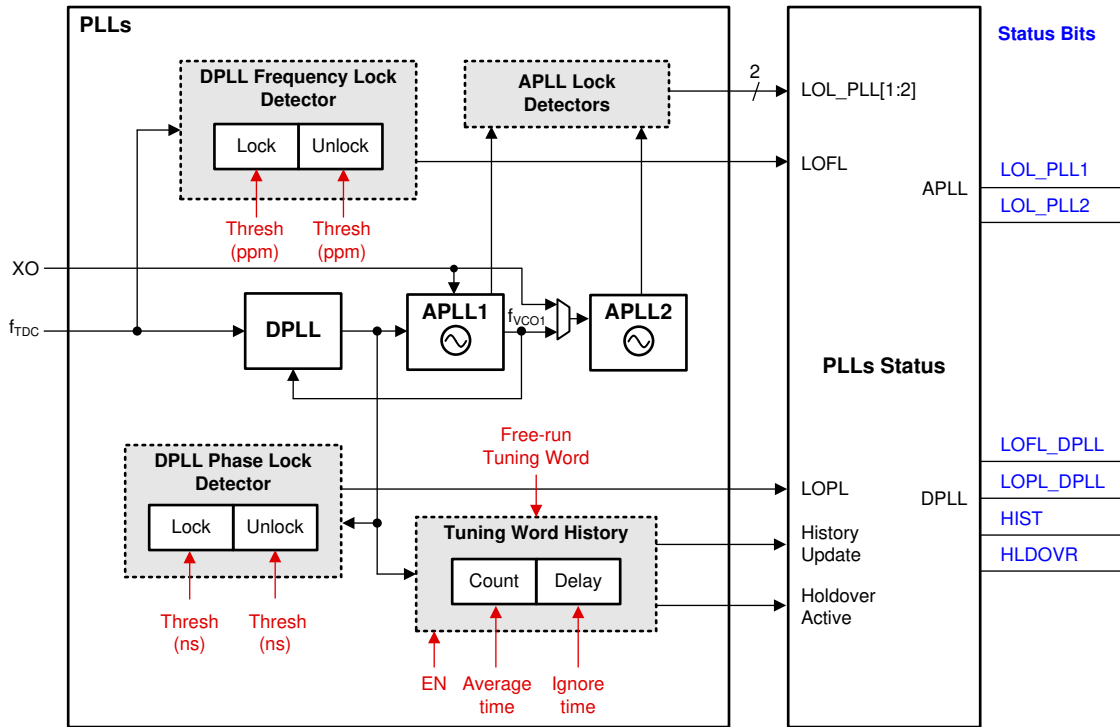 PLLs
DPLL Frequency Lock
Detector
Lock
Unlock
Thresh
(ppm)
Thresh
(ppm)
APLL Lock
Detectors
2
XO
fTDC
DPLL
APLL1
fVCO1
APLL2
DPLL Phase Lock
Detector
Lock
Unlock
Thresh
(ns)
Thresh
(ns)
Free-run
Tuning Word
Tuning Word History
Count
Delay
EN
Average
time
Ignore
time
LOL_PLL[1:2]
LOFL
APLL
PLLs Status
LOPL
DPLL
History
Update
Holdover
Active
Status Bits
LOL_PLL1
LOL_PLL2
LOFL_DPLL
LOPL_DPLL
HIST
HLDOVR